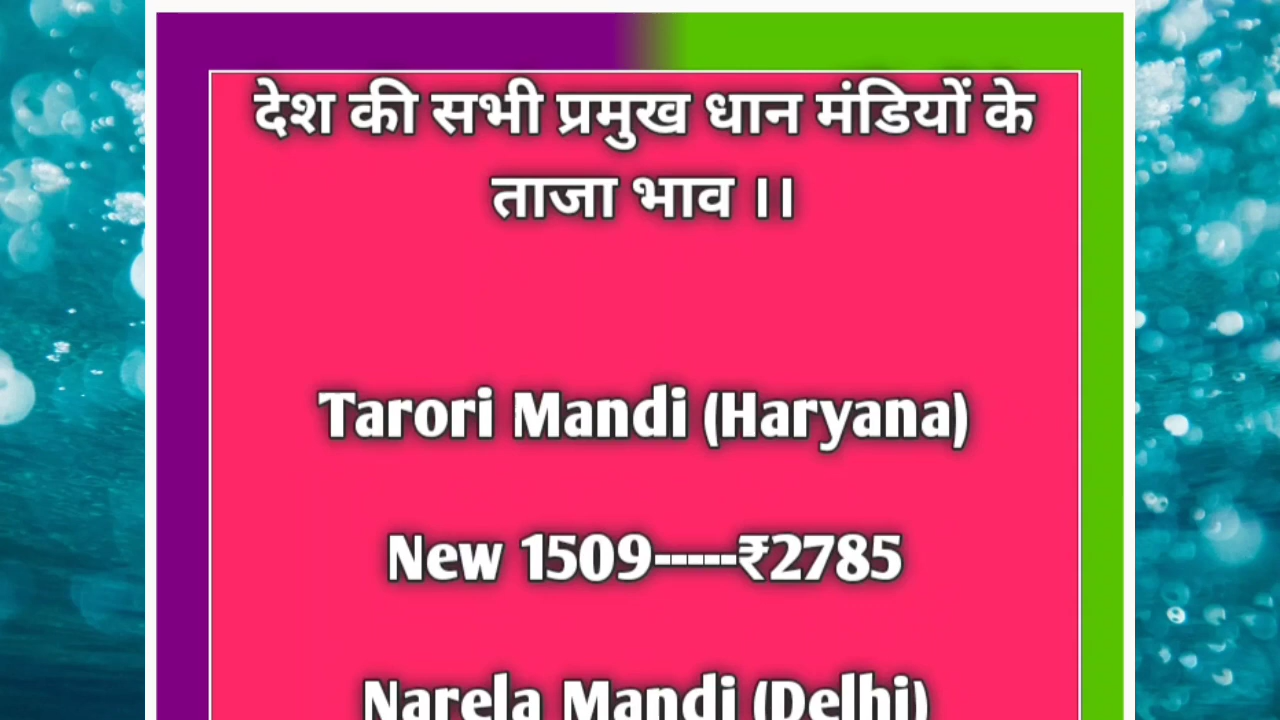 देश की सभी प्रमुख धान मंडियों के
ताजा भाव ।।
Tarori Mandi (Haryana)
New 1509-----₹2785
Narela Mandi (Delhi)